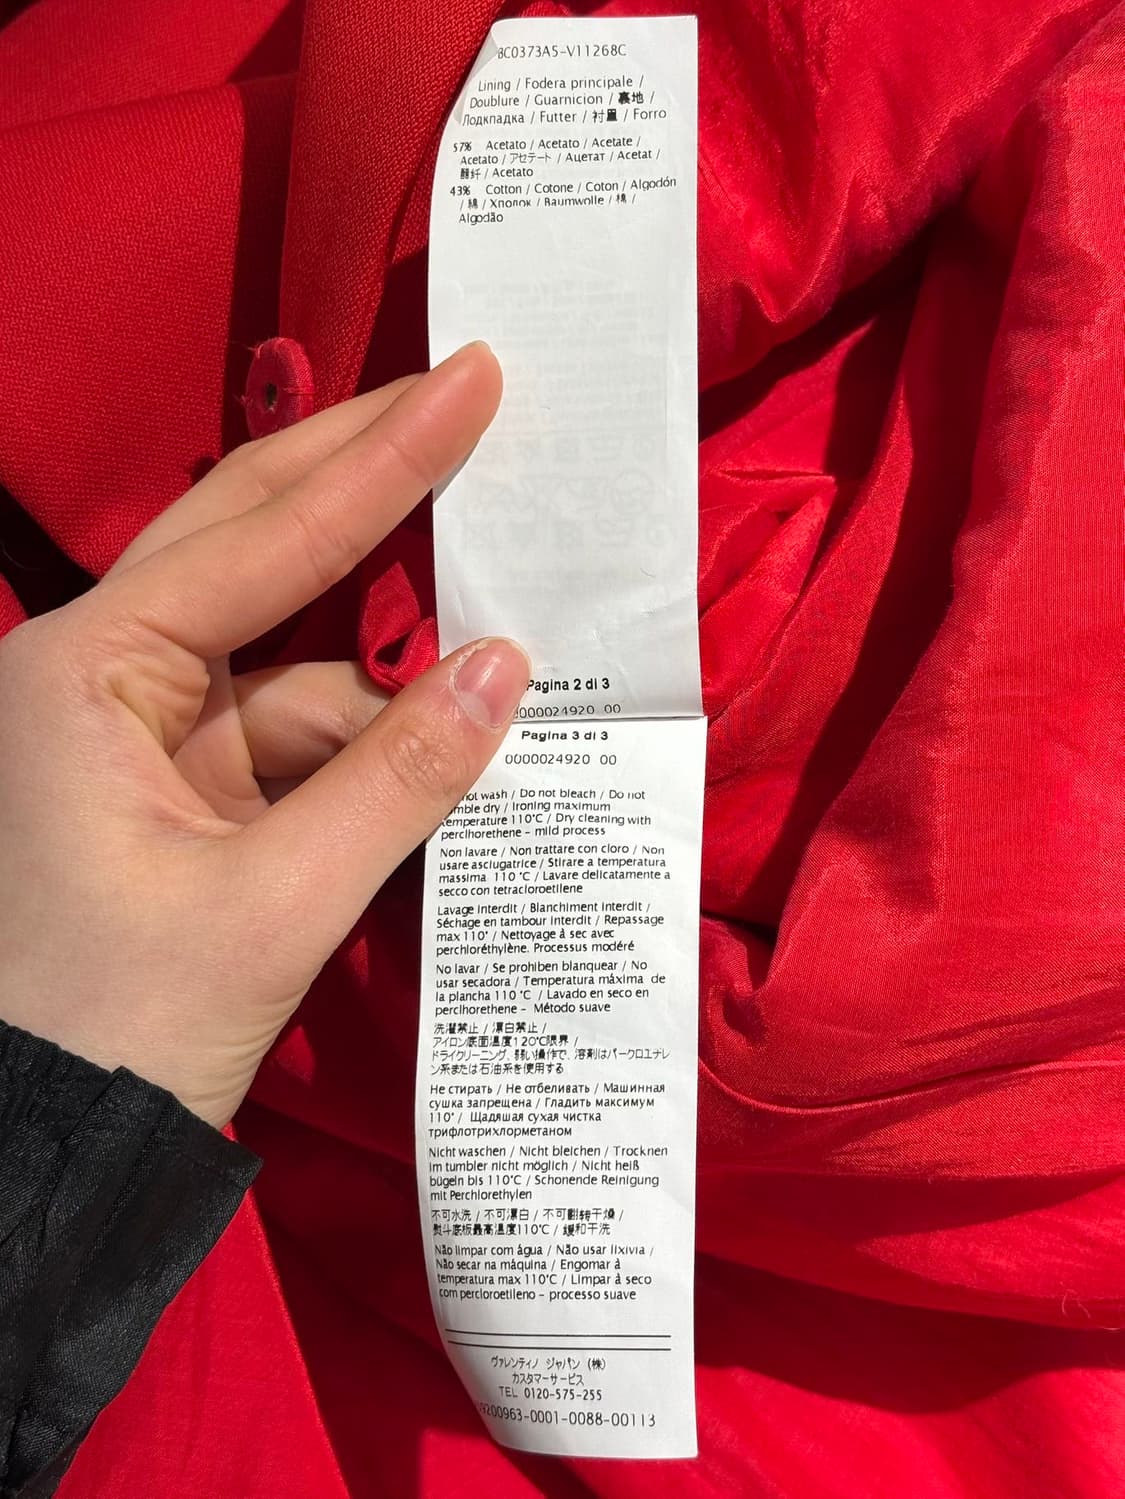 BC0373A5-V11268C
Lining / Fodera principale /
Doublure / Guarnicion / 裏地 /
Подкладка / Futter / 衬里 / Forro
57% Acetato / Acetato / Acetate /
Acetato / アセテート / Ацетат / Acetat /
醋纤 / Acetato
43% Cotton / Cotone / Coton / Algodón
/ 綿 / Хлопок / Baumwolle / 棉 /
Algodão
Pagina 2 di 3
0000024920 00
Pagina 3 di 3
0000024920 00
not wash / Do not bleach / Do not
mble dry / Ironing maximum
temperature 110°C / Dry cleaning with
perclhorethene - mild process
Non lavare / Non trattare con cloro / Non
usare asciugatrice / Stirare a temperatura
massima 110 °C / Lavare delicatamente a
secco con tetracloroetilene
Lavage interdit / Blanchiment interdit /
Séchage en tambour interdit / Repassage
max 110° / Nettoyage à sec avec
perchloréthylène. Processus modéré
No lavar / Se prohiben blanquear / No
usar secadora / Temperatura máxima de
la plancha 110 °C / Lavado en seco en
perclhorethene - Método suave
洗濯禁止 / 漂白禁止 /
アイロン底面温度120℃限界 /
ドライクリーニング、弱い操作で、溶剤はパークロエチレ
ン系または石油系を使用する
Не стирать / Не отбеливать / Машинная
сушка запрещена / Гладить максимум
110° / Щадяшая сухая чистка
трифлотрихлорметаном
Nicht waschen / Nicht bleichen / Trocknen
im tumbler nicht möglich / Nicht heiß
bügeln bis 110°C / Schonende Reinigung
mit Perchlorethylen
不可水洗 / 不可漂白 / 不可翻转干燥 /
熨斗底板最高温度110℃ / 缓和干洗
Não limpar com água / Não usar lixivia /
Não secar na máquina / Engomar à
temperatura max 110°C / Limpar à seco
com percloroetileno - processo suave
ヴァレンティノ ジャパン (株)
カスタマーサービス
TEL 0120-575-255
9200963-0001-0088-00113